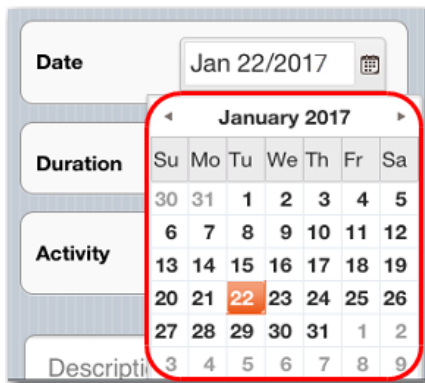 Date Jan 22/2017
January 2017
Duration
Su Mo Tu We Th Fr Sa
30 31 1 2 3 4 5
6 7 8 9 10 11 12
Activity
13 14 15 16 17 18 19
20 21 22 23 24 25 26
27 28 29 30 31 1 2
Descripti
3 4 5 6 7 8 9